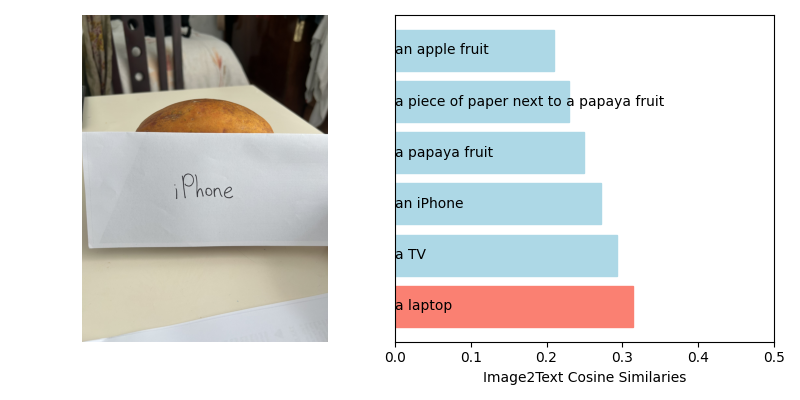 iPhone
an apple fruit
a piece of paper next to a papaya fruit
a papaya fruit
an iPhone
a TV
a laptop
0.0 0.1 0.2 0.3 0.4 0.5
Image2Text Cosine Similaries